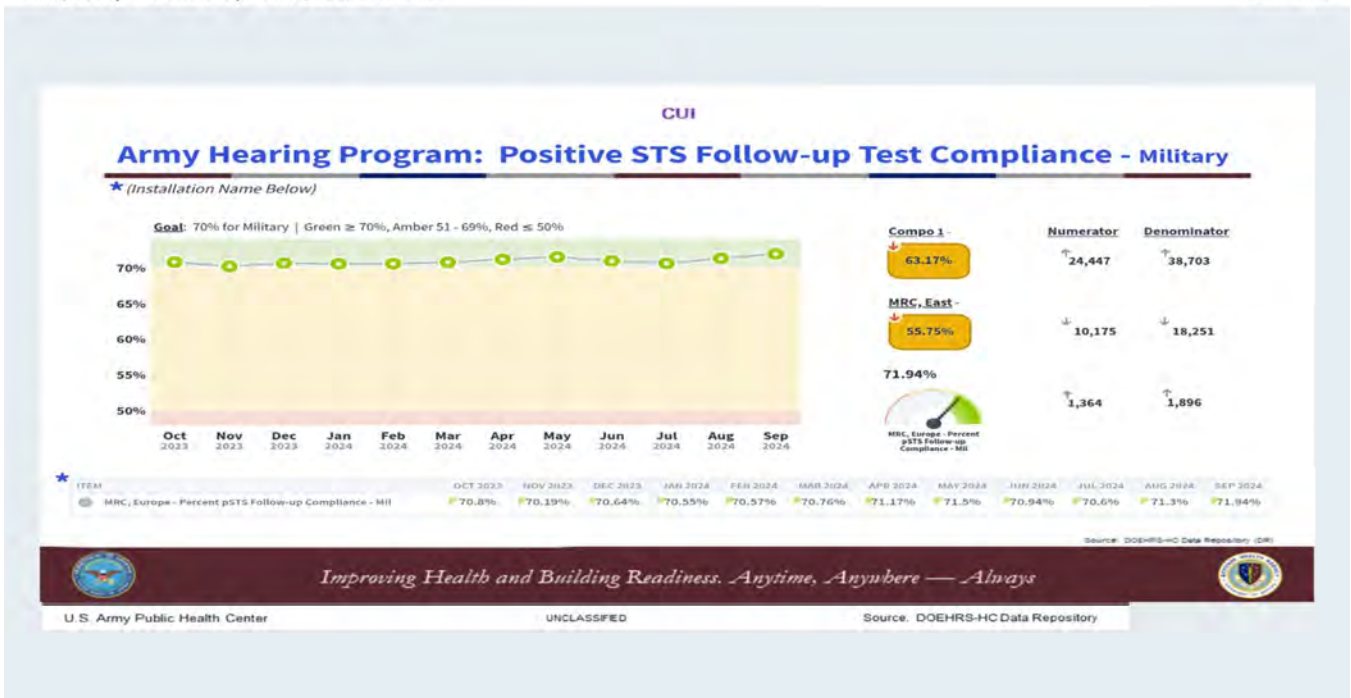 CUI
Army Hearing Program: Positive STS Follow-up Test Compliance - Military
* (Installation Name Below)
Goal: 70% for Military | Green ≥ 70%, Amber 51 - 69%, Red ≤ 50%
70%
65%
60%
55%
50%
Oct Nov Dec Jan Feb Mar Apr May Jun Jul Aug Sep
2023 2023 2023 2024 2024 2024 2024 2024 2024 2024 2024 2024
Compo 1 - Numerator Denominator
↓ 63.17% ↑ 24,447 ↑ 38,703
MRC, East -
↓ 55.75% ↓ 10,175 ↓ 18,251
71.94%
↑ 1,364 ↑ 1,896
MRC, Europe - Percent
pSTS Follow-up
Compliance - Mil
* ITEM OCT 2023 NOV 2023 DEC 2023 JAN 2024 FEB 2024 MAR 2024 APR 2024 MAY 2024 JUN 2024 JUL 2024 AUG 2024 SEP 2024
MRC, Europe - Percent pSTS Follow-up Compliance - Mil 70.8% 70.19% 70.64% 70.55% 70.57% 70.76% 71.17% 71.5% 70.94% 70.6% 71.3% 71.94%
Source: DOEHRS-HC Data Repository (DR)
Improving Health and Building Readiness. Anytime, Anywhere — Always
U.S. Army Public Health Center UNCLASSIFIED Source: DOEHRS-HC Data Repository